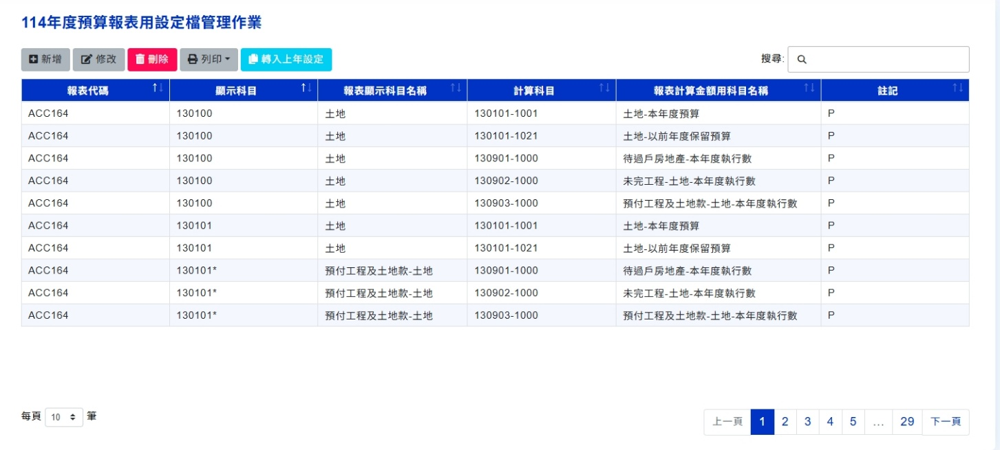 114年度預算報表用設定檔管理作業
新增 修改 刪除 列印 轉入上年設定 搜尋:
報表代碼 顯示科目 報表顯示科目名稱 計算科目 報表計算金額用科目名稱 註記
ACC164 130100 土地 130101-1001 土地-本年度預算 P
ACC164 130100 土地 130101-1021 土地-以前年度保留預算 P
ACC164 130100 土地 130901-1000 待過戶房地產-本年度執行數 P
ACC164 130100 土地 130902-1000 未完工程-土地-本年度執行數 P
ACC164 130100 土地 130903-1000 預付工程及土地款-土地-本年度執行數 P
ACC164 130101 土地 130101-1001 土地-本年度預算 P
ACC164 130101 土地 130101-1021 土地-以前年度保留預算 P
ACC164 130101* 預付工程及土地款-土地 130901-1000 待過戶房地產-本年度執行數 P
ACC164 130101* 預付工程及土地款-土地 130902-1000 未完工程-土地-本年度執行數 P
ACC164 130101* 預付工程及土地款-土地 130903-1000 預付工程及土地款-土地-本年度執行數 P
每頁 10 筆 上一頁 1 2 3 4 5 ... 29 下一頁